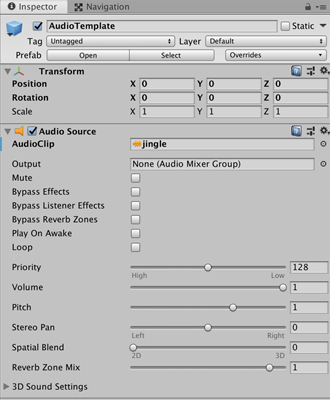 Inspector Navigation
AudioTemplate Static
Tag Untagged Layer Default
Prefab Open Select Overrides
Transform
Position X 0 Y 0 Z 0
Rotation X 0 Y 0 Z 0
Scale X 1 Y 1 Z 1
Audio Source
AudioClip jingle
Output None (Audio Mixer Group)
Mute
Bypass Effects
Bypass Listener Effects
Bypass Reverb Zones
Play On Awake
Loop
Priority 128
High Low
Volume 1
Pitch 1
Stereo Pan 0
Left Right
Spatial Blend 0
2D 3D
Reverb Zone Mix 1
3D Sound Settings